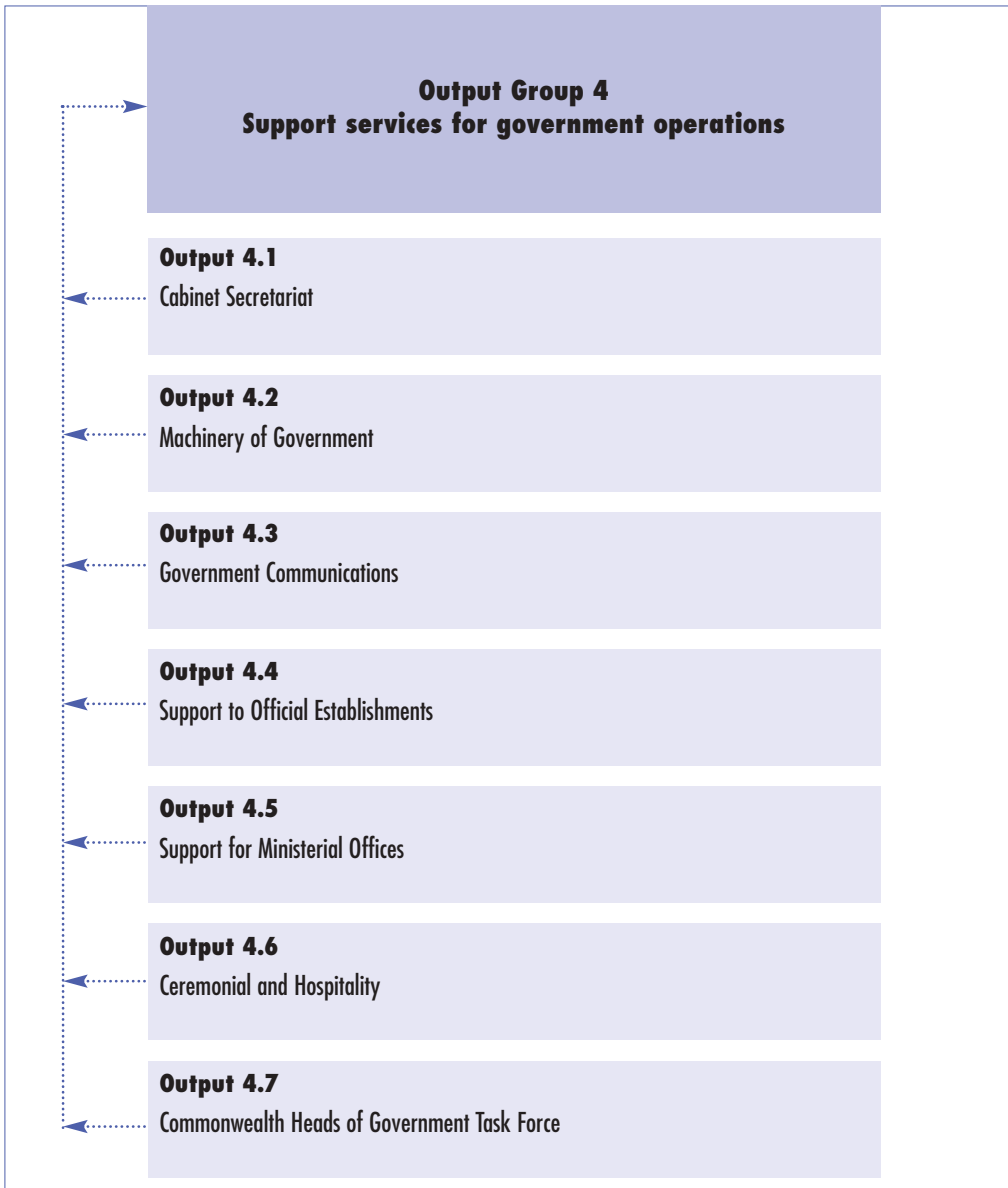 Output Group 4
Support services for government operations
Output 4.1
Cabinet Secretariat
Output 4.2
Machinery of Government
Output 4.3
Government Communications
Output 4.4
Support to Official Establishments
Output 4.5
Support for Ministerial Offices
Output 4.6
Ceremonial and Hospitality
Output 4.7
Commonwealth Heads of Government Task Force